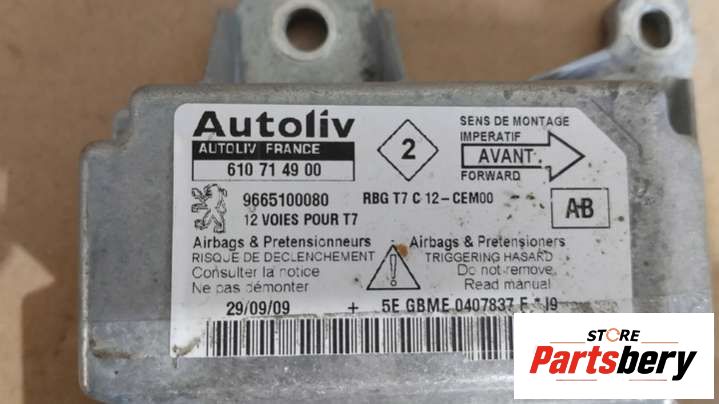 Autoliv
AUTOLIV FRANCE
610 71 49 00
2
SENS DE MONTAGE
IMPERATIF
AVANT
FORWARD
9665100080
RBG T7 C 12-CEM00
12 VOIES POUR T7
A-B
Airbags & Pretensionneurs
RISQUE DE DECLENCHEMENT
Consulter la notice
Ne pas démonter
Airbags & Pretensioners
TRIGGERING HASARD
Do not remove.
Read manual
29/09/09 + 5E GBME 0407837 F * J9
STORE
Partsbery